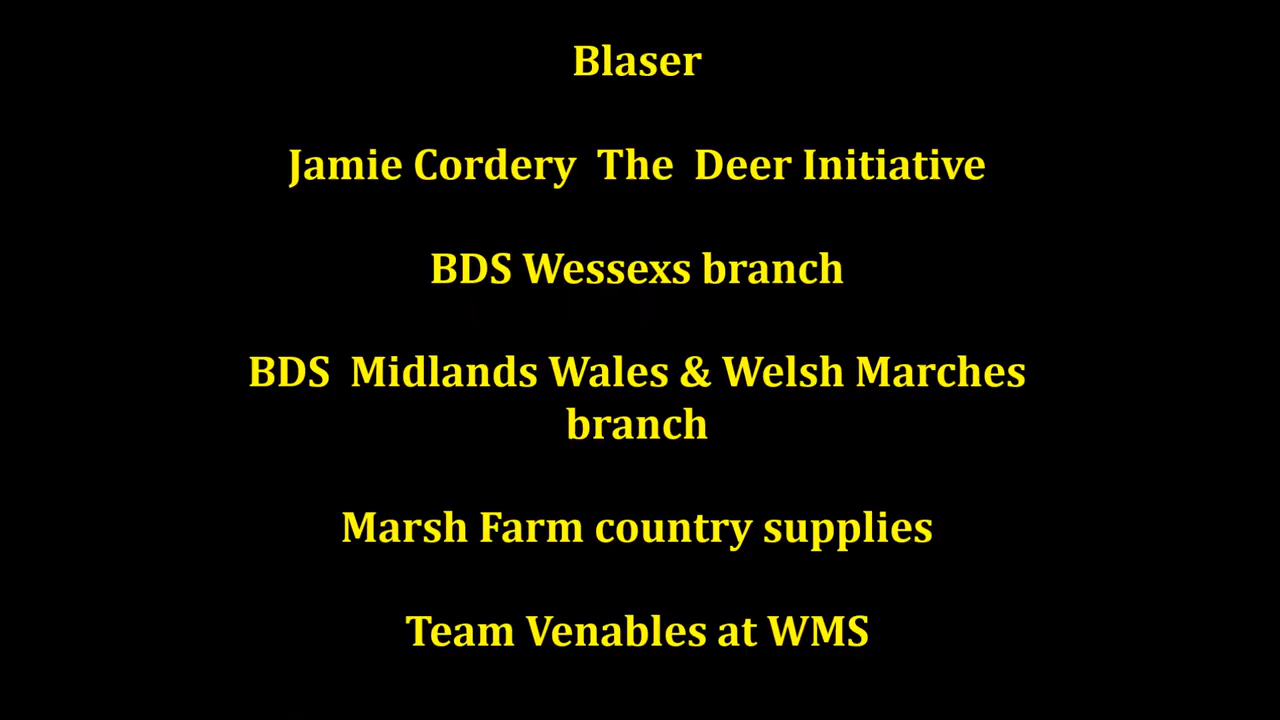 Blaser
Jamie Cordery The Deer Initiative
BDS Wessexs branch
BDS Midlands Wales & Welsh Marches
branch
Marsh Farm country supplies
Team Venables at WMS